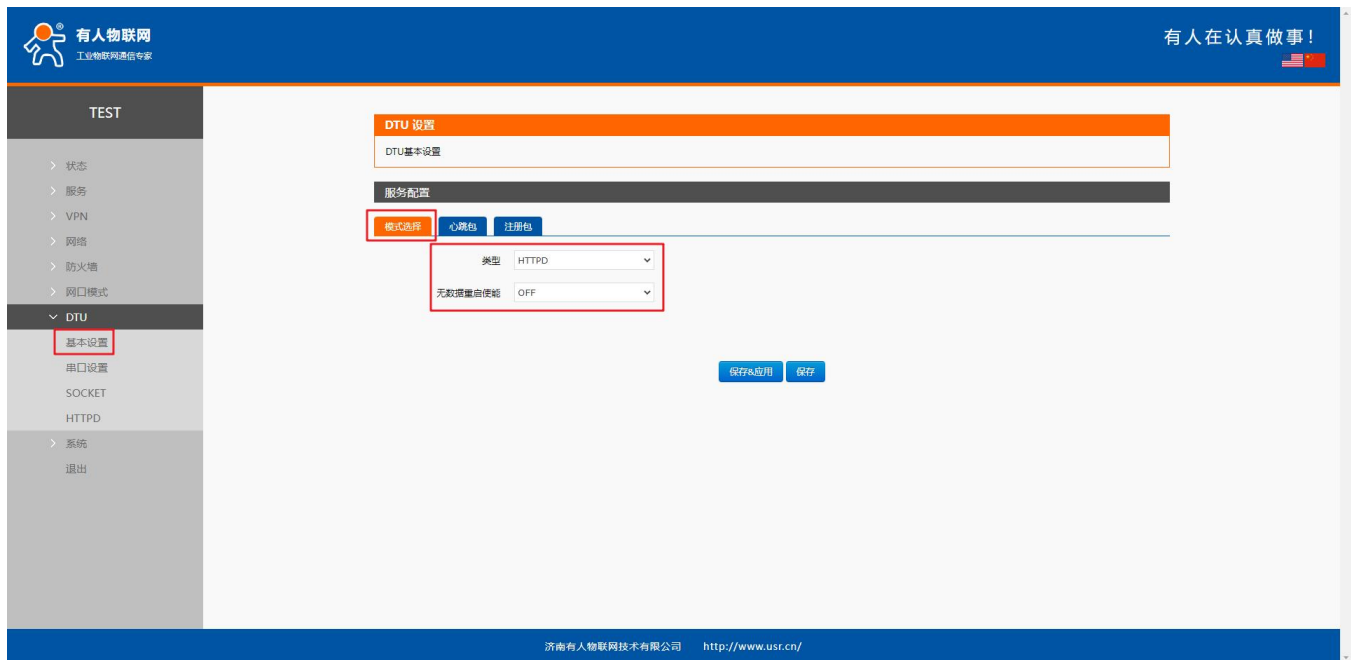 有人物联网
工业物联网通信专家
有人在认真做事！
TEST
状态
服务
VPN
网络
防火墙
网口模式
DTU
基本设置
串口设置
SOCKET
HTTPD
系统
退出
DTU 设置
DTU基本设置
服务配置
模式选择 心跳包 注册包
类型 HTTPD
无数据重启使能 OFF
保存&应用 保存
济南有人物联网技术有限公司 http://www.usr.cn/